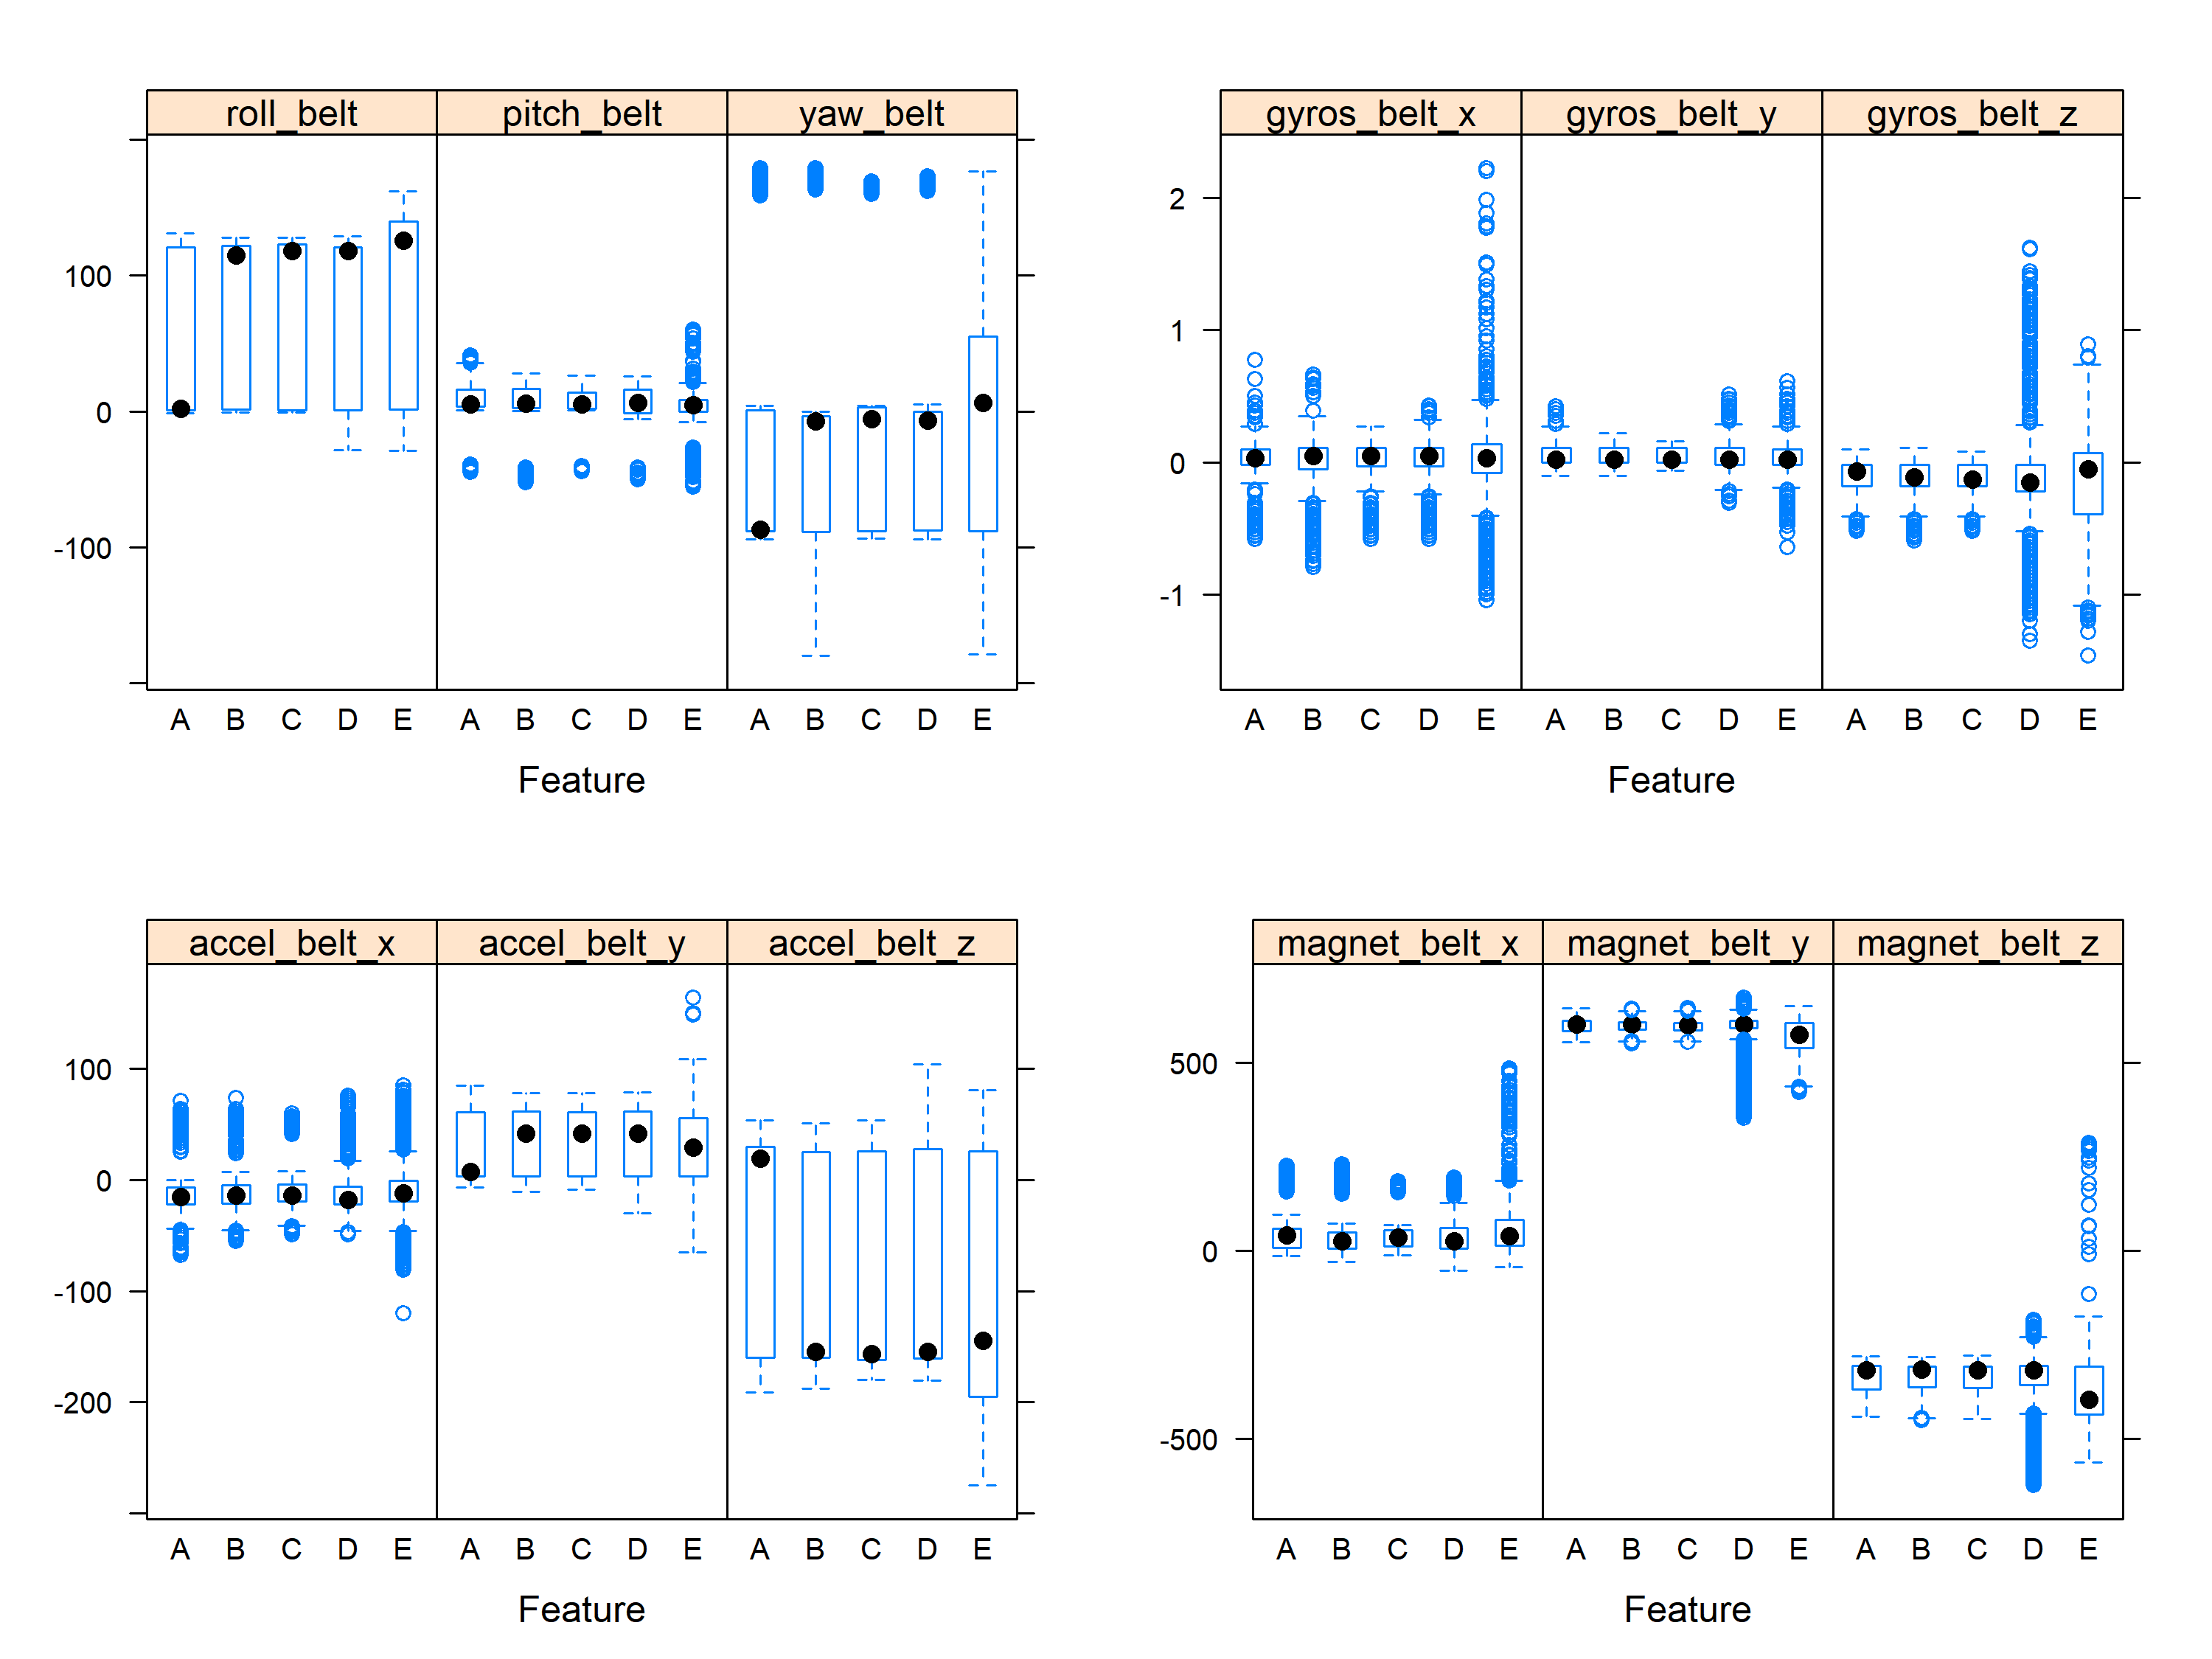 roll_belt pitch_belt yaw_belt
100
0
-100
A B C D E A B C D E A B C D E
Feature
gyros_belt_x gyros_belt_y gyros_belt_z
2
1
0
-1
A B C D E A B C D E A B C D E
Feature
accel_belt_x accel_belt_y accel_belt_z
100
0
-100
-200
A B C D E A B C D E A B C D E
Feature
magnet_belt_x magnet_belt_y magnet_belt_z
500
0
-500
A B C D E A B C D E A B C D E
Feature